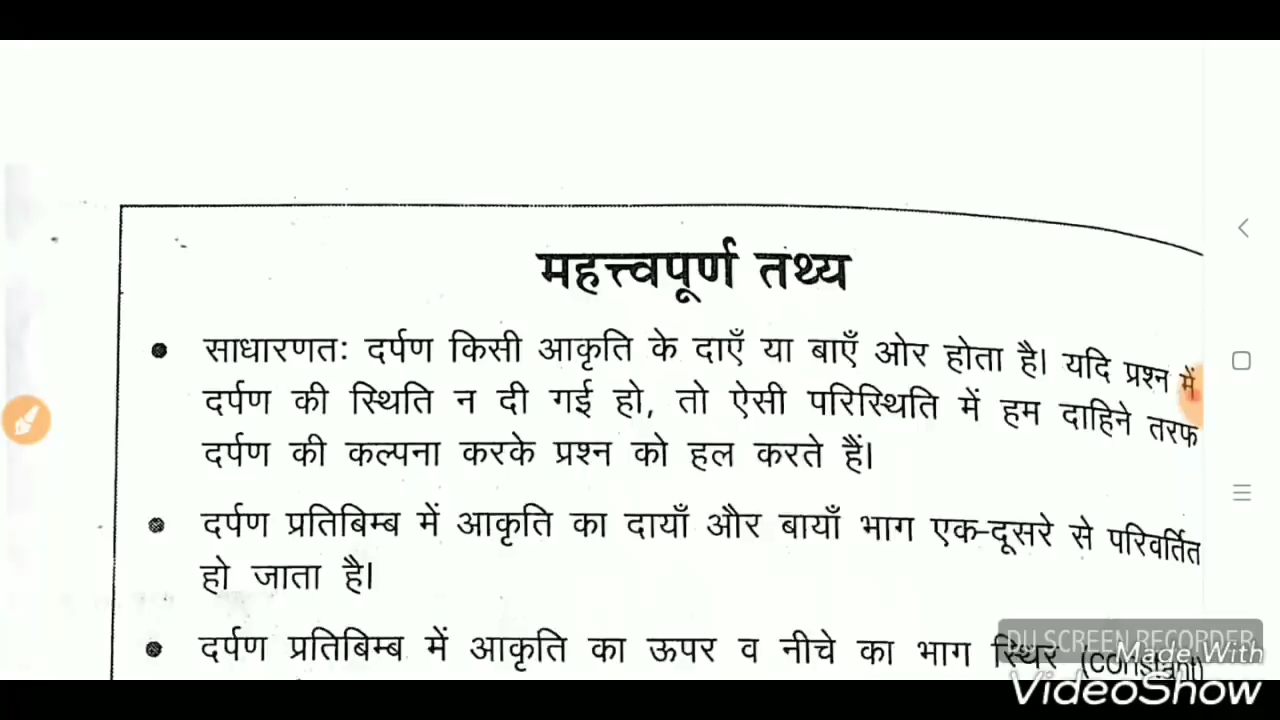 महत्त्वपूर्ण तथ्य
साधारणतः दर्पण किसी आकृति के दाएँ या बाएँ ओर होता है। यदि प्रश्न में
दर्पण की स्थिति न दी गई हो, तो ऐसी परिस्थिति में हम दाहिने तरफ
दर्पण की कल्पना करके प्रश्न को हल करते हैं।
दर्पण प्रतिबिम्ब में आकृति का दायाँ और बायाँ भाग एक-दूसरे से परिवर्तित
हो जाता है।
दर्पण प्रतिबिम्ब में आकृति का ऊपर व नीचे का भाग स्थिर (constant)
DU SCREEN RECORDER
Made With
VideoShow